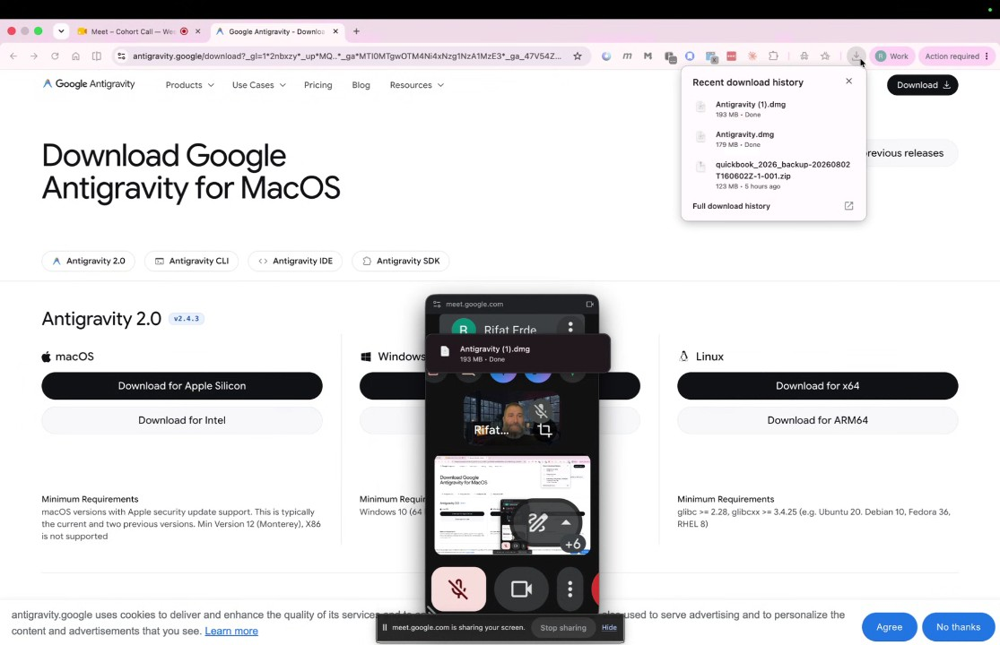 Meet – Cohort Call — We
Google Antigravity - Downloa
antigravity.google/download?_gl=1*2nbxzy*_up*MQ..*_ga*MTI0MTgwOTM4Ni4xNzg1NzA1MzE3*_ga_47V54Z...
Work
Action required
Google Antigravity
Products
Use Cases
Pricing
Blog
Resources
Download
Recent download history
Antigravity (1).dmg
193 MB • Done
Antigravity.dmg
179 MB • Done
quickbook_2026_backup-20260802
T160602Z-1-001.zip
123 MB • 5 hours ago
Full download history
Download Google
Antigravity for MacOS
revious releases
Antigravity 2.0
Antigravity CLI
Antigravity IDE
Antigravity SDK
Antigravity 2.0
v2.4.3
macOS
Download for Apple Silicon
Download for Intel
Minimum Requirements
macOS versions with Apple security update support. This is typically
the current and two previous versions. Min Version 12 (Monterey), X86
is not supported
Windows
Minimum Requir
Windows 10 (64
Linux
Download for x64
Download for ARM64
Minimum Requirements
glibc >= 2.28, glibcxx >= 3.4.25 (e.g. Ubuntu 20. Debian 10, Fedora 36,
RHEL 8)
meet.google.com
R
Rifat Erde
Antigravity (1).dmg
193 MB • Done
Rifat...
+6
meet.google.com is sharing your screen.
Stop sharing
Hide
antigravity.google uses cookies to deliver and enhance the quality of its services
also used to serve advertising and to personalize the
content and advertisements that you see. Learn more
Agree
No thanks